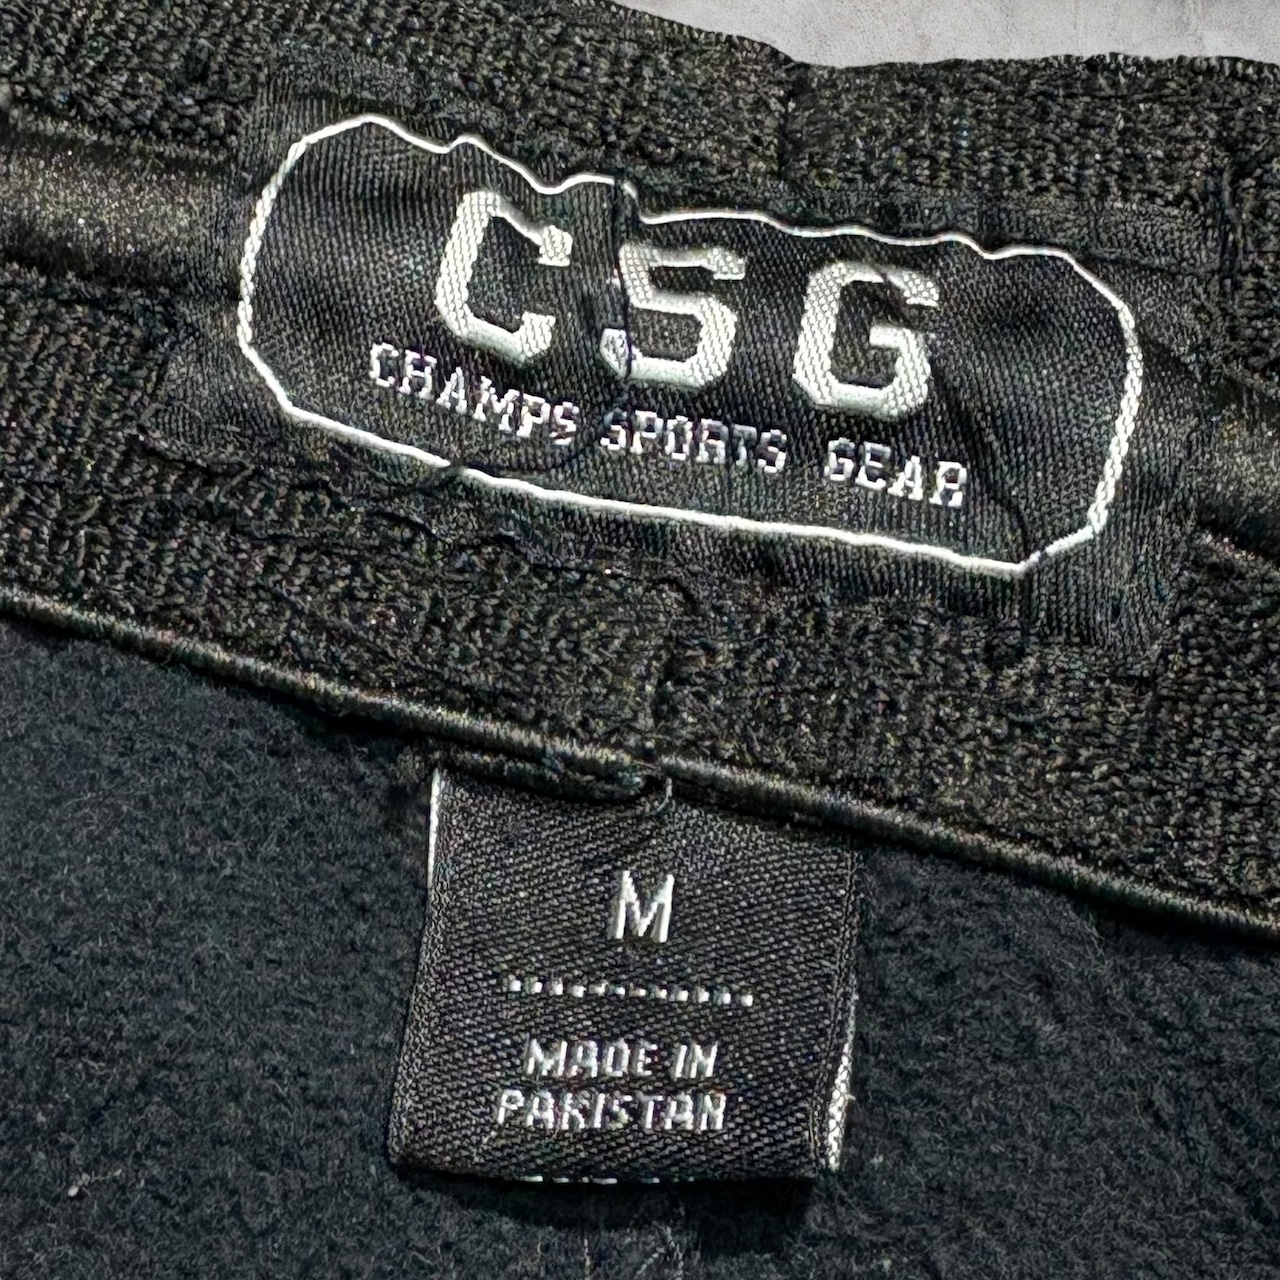 CSG
CHAMPS SPORTS GEAR
M
MADE IN
PAKISTAN